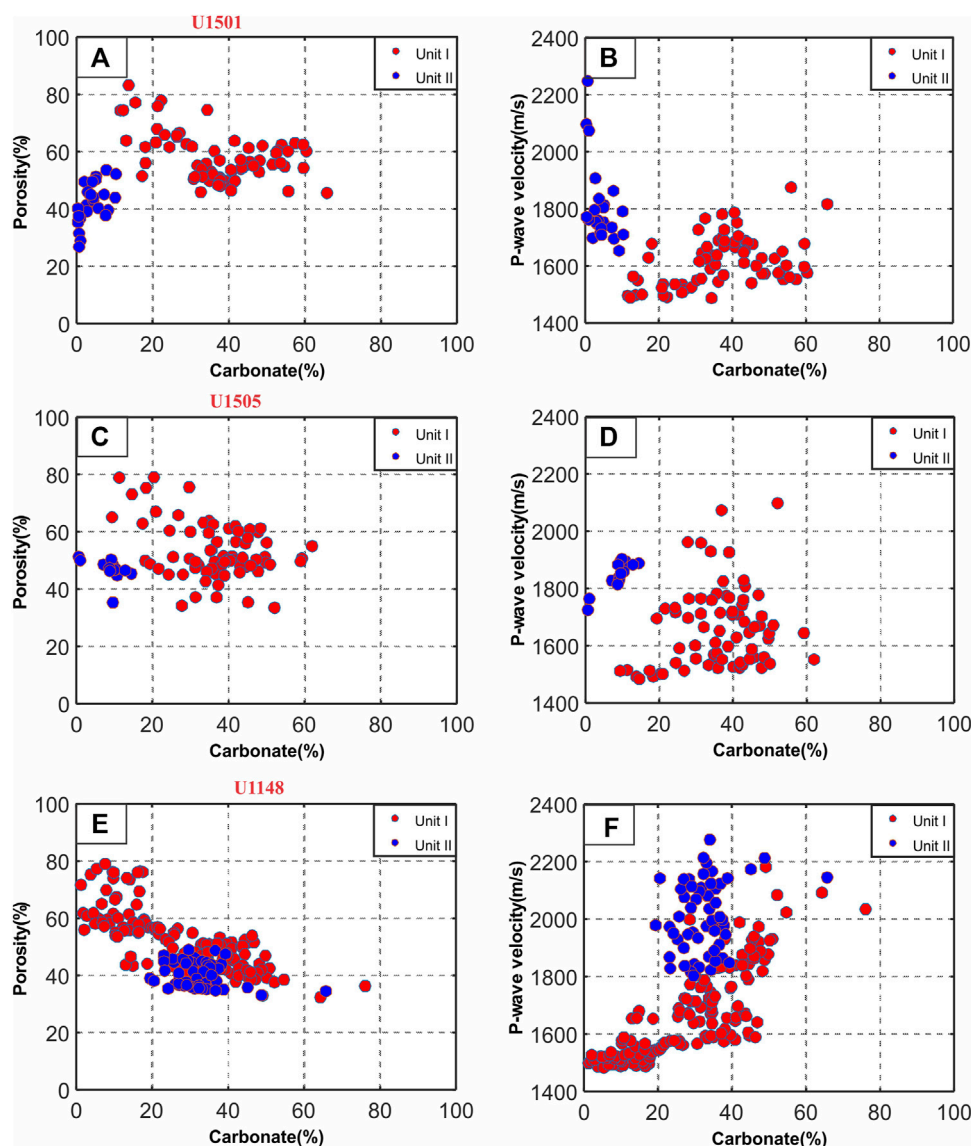 U1501
A
Unit I
Unit II
Porosity(%)
100
80
60
40
20
0
0 20 40 60 80 100
Carbonate(%)
B
Unit I
Unit II
P-wave velocity(m/s)
2400
2200
2000
1800
1600
1400
0 20 40 60 80 100
Carbonate(%)
U1505
C
Unit I
Unit II
Porosity(%)
100
80
60
40
20
0
0 20 40 60 80 100
Carbonate(%)
D
Unit I
Unit II
P-wave velocity(m/s)
2400
2200
2000
1800
1600
1400
0 20 40 60 80 100
Carbonate(%)
U1148
E
Unit I
Unit II
Porosity(%)
100
80
60
40
20
0
0 20 40 60 80 100
Carbonate(%)
F
Unit I
Unit II
P-wave velocity(m/s)
2400
2200
2000
1800
1600
1400
0 20 40 60 80 100
Carbonate(%)